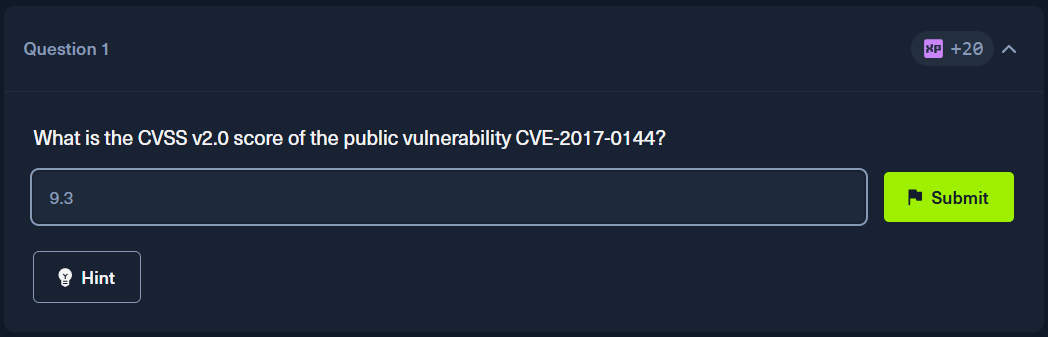 Question 1
XP +20
What is the CVSS v2.0 score of the public vulnerability CVE-2017-0144?
9.3
Submit
Hint